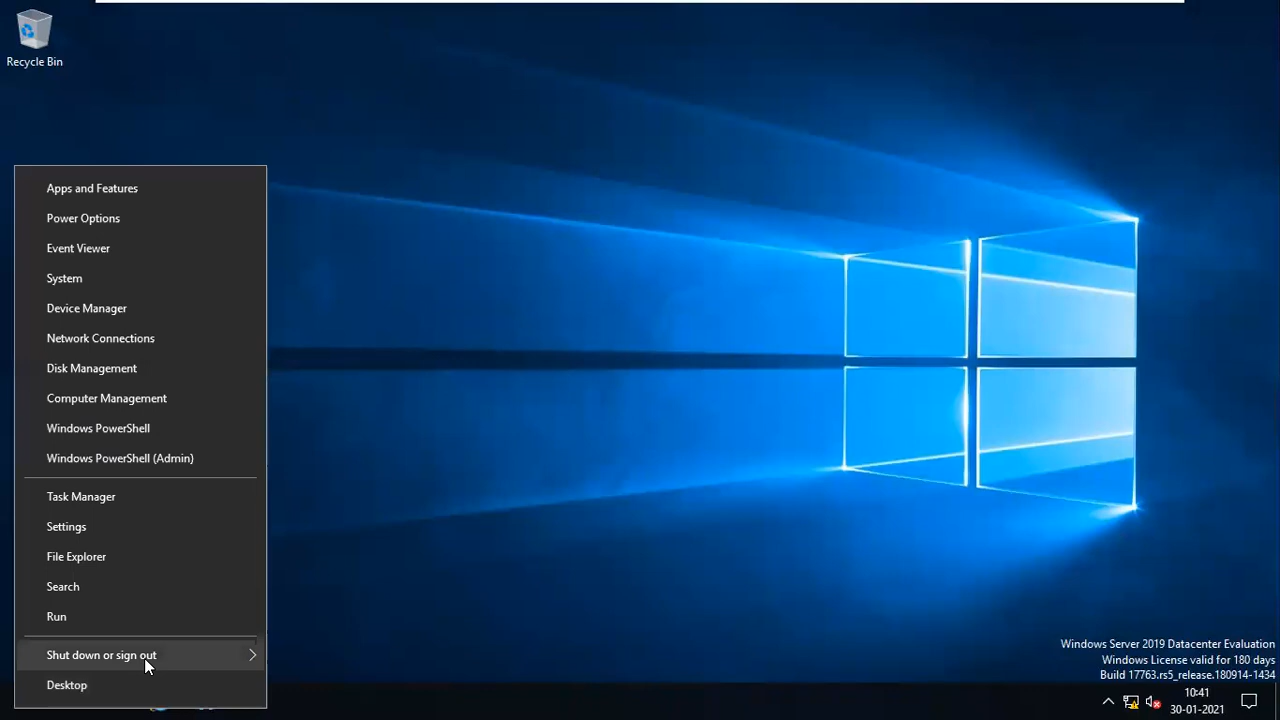 Recycle Bin
Apps and Features
Power Options
Event Viewer
System
Device Manager
Network Connections
Disk Management
Computer Management
Windows PowerShell
Windows PowerShell (Admin)
Task Manager
Settings
File Explorer
Search
Run
Shut down or sign out
Desktop
Windows Server 2019 Datacenter Evaluation
Windows License valid for 180 days
Build 17763.rs5_release.180914-1434
10:41
30-01-2021